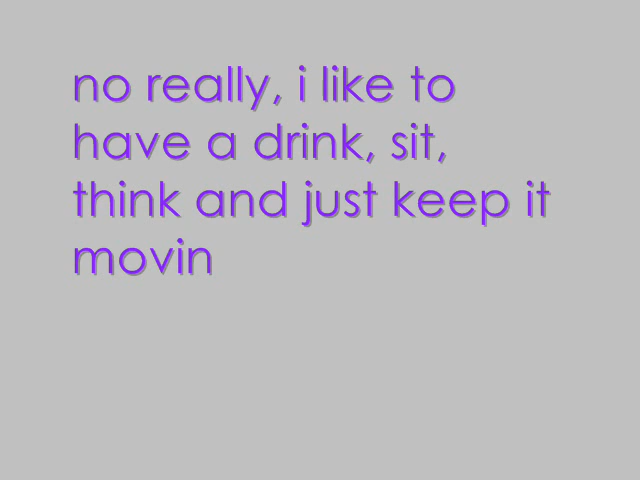 no really, i like to
have a drink, sit,
think and just keep it
movin